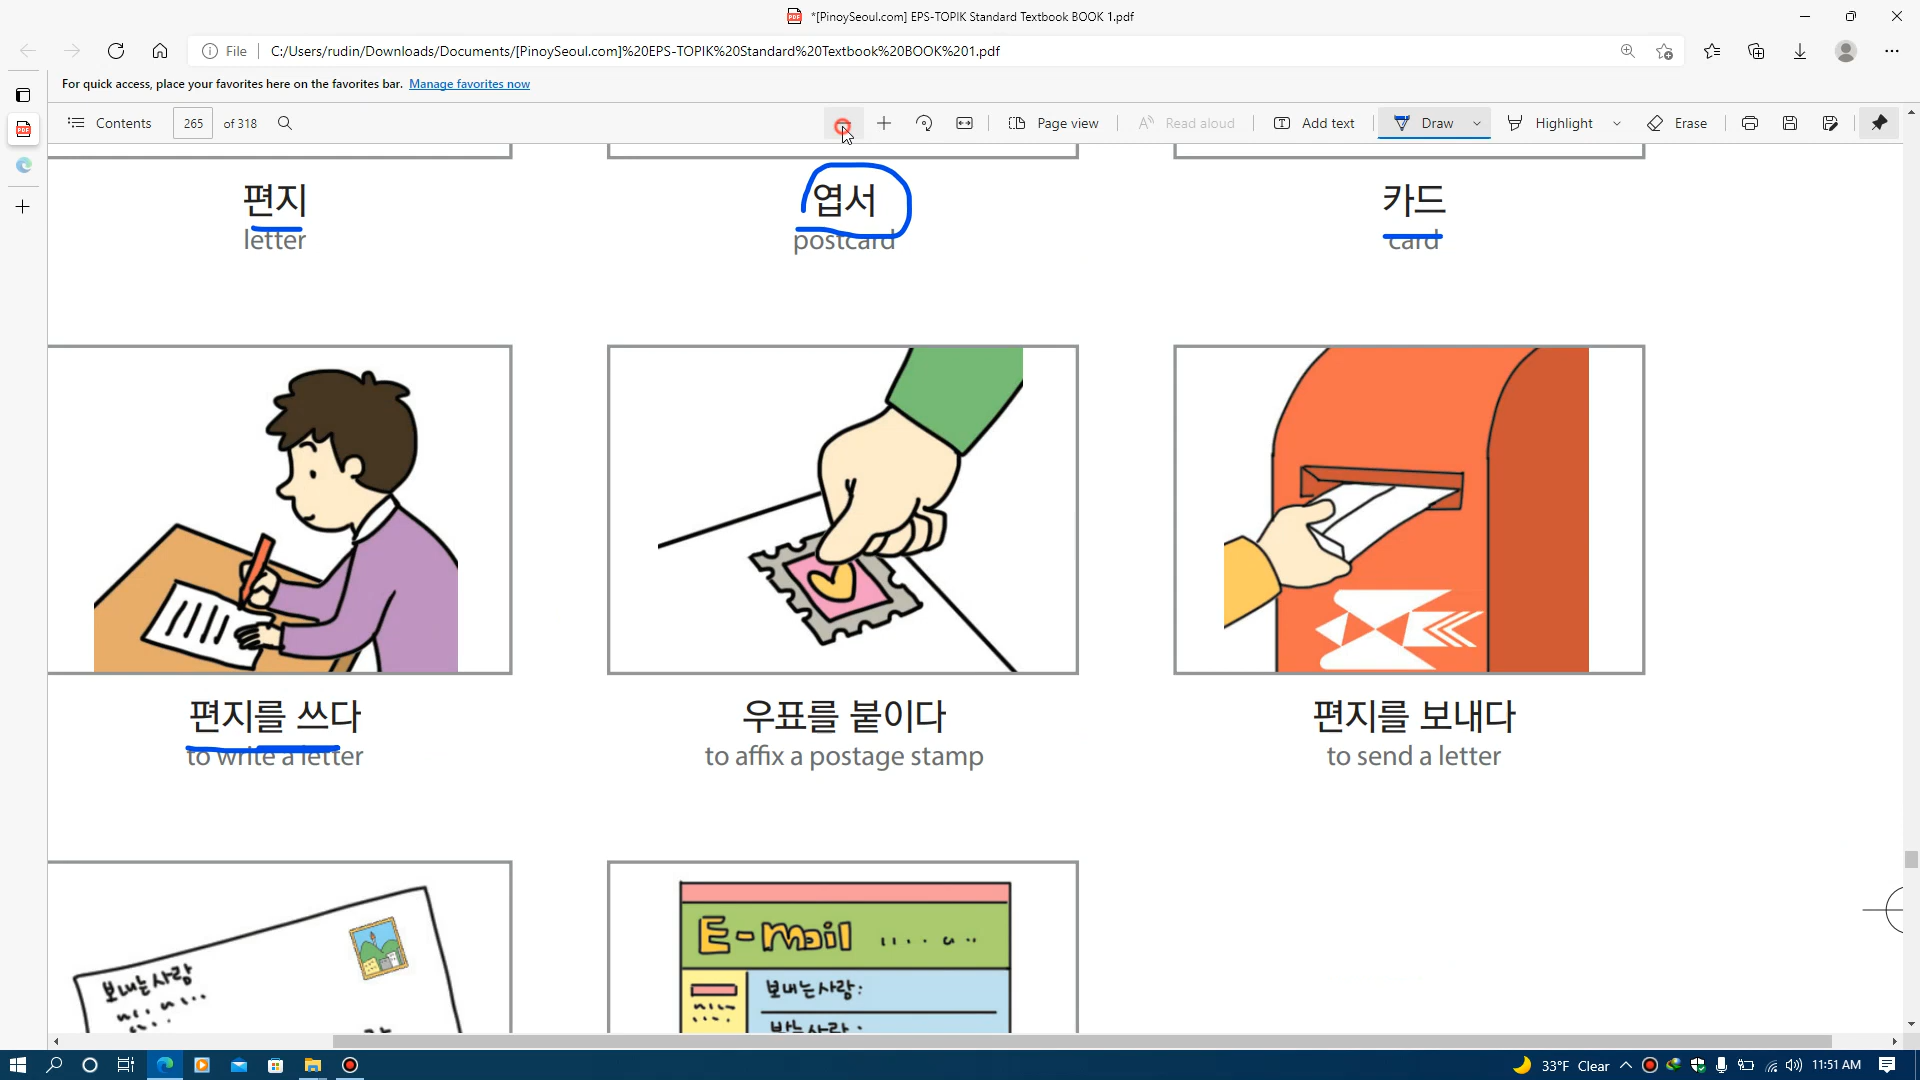 *[PinoySeoul.com] EPS-TOPIK Standard Textbook BOOK 1.pdf
File C:/Users/rudin/Downloads/Documents/[PinoySeoul.com]%20EPS-TOPIK%20Standard%20Textbook%20BOOK%201.pdf
For quick access, place your favorites here on the favorites bar. Manage favorites now
Contents 265 of 318 Page view Read aloud Add text Draw Highlight Erase
편지 엽서 카드
letter postcard card
편지를 쓰다 우표를 붙이다 편지를 보내다
to write a letter to affix a postage stamp to send a letter
E-mail
보내는 사람 보내는 사람:
받는 사람:
33°F Clear 11:51 AM